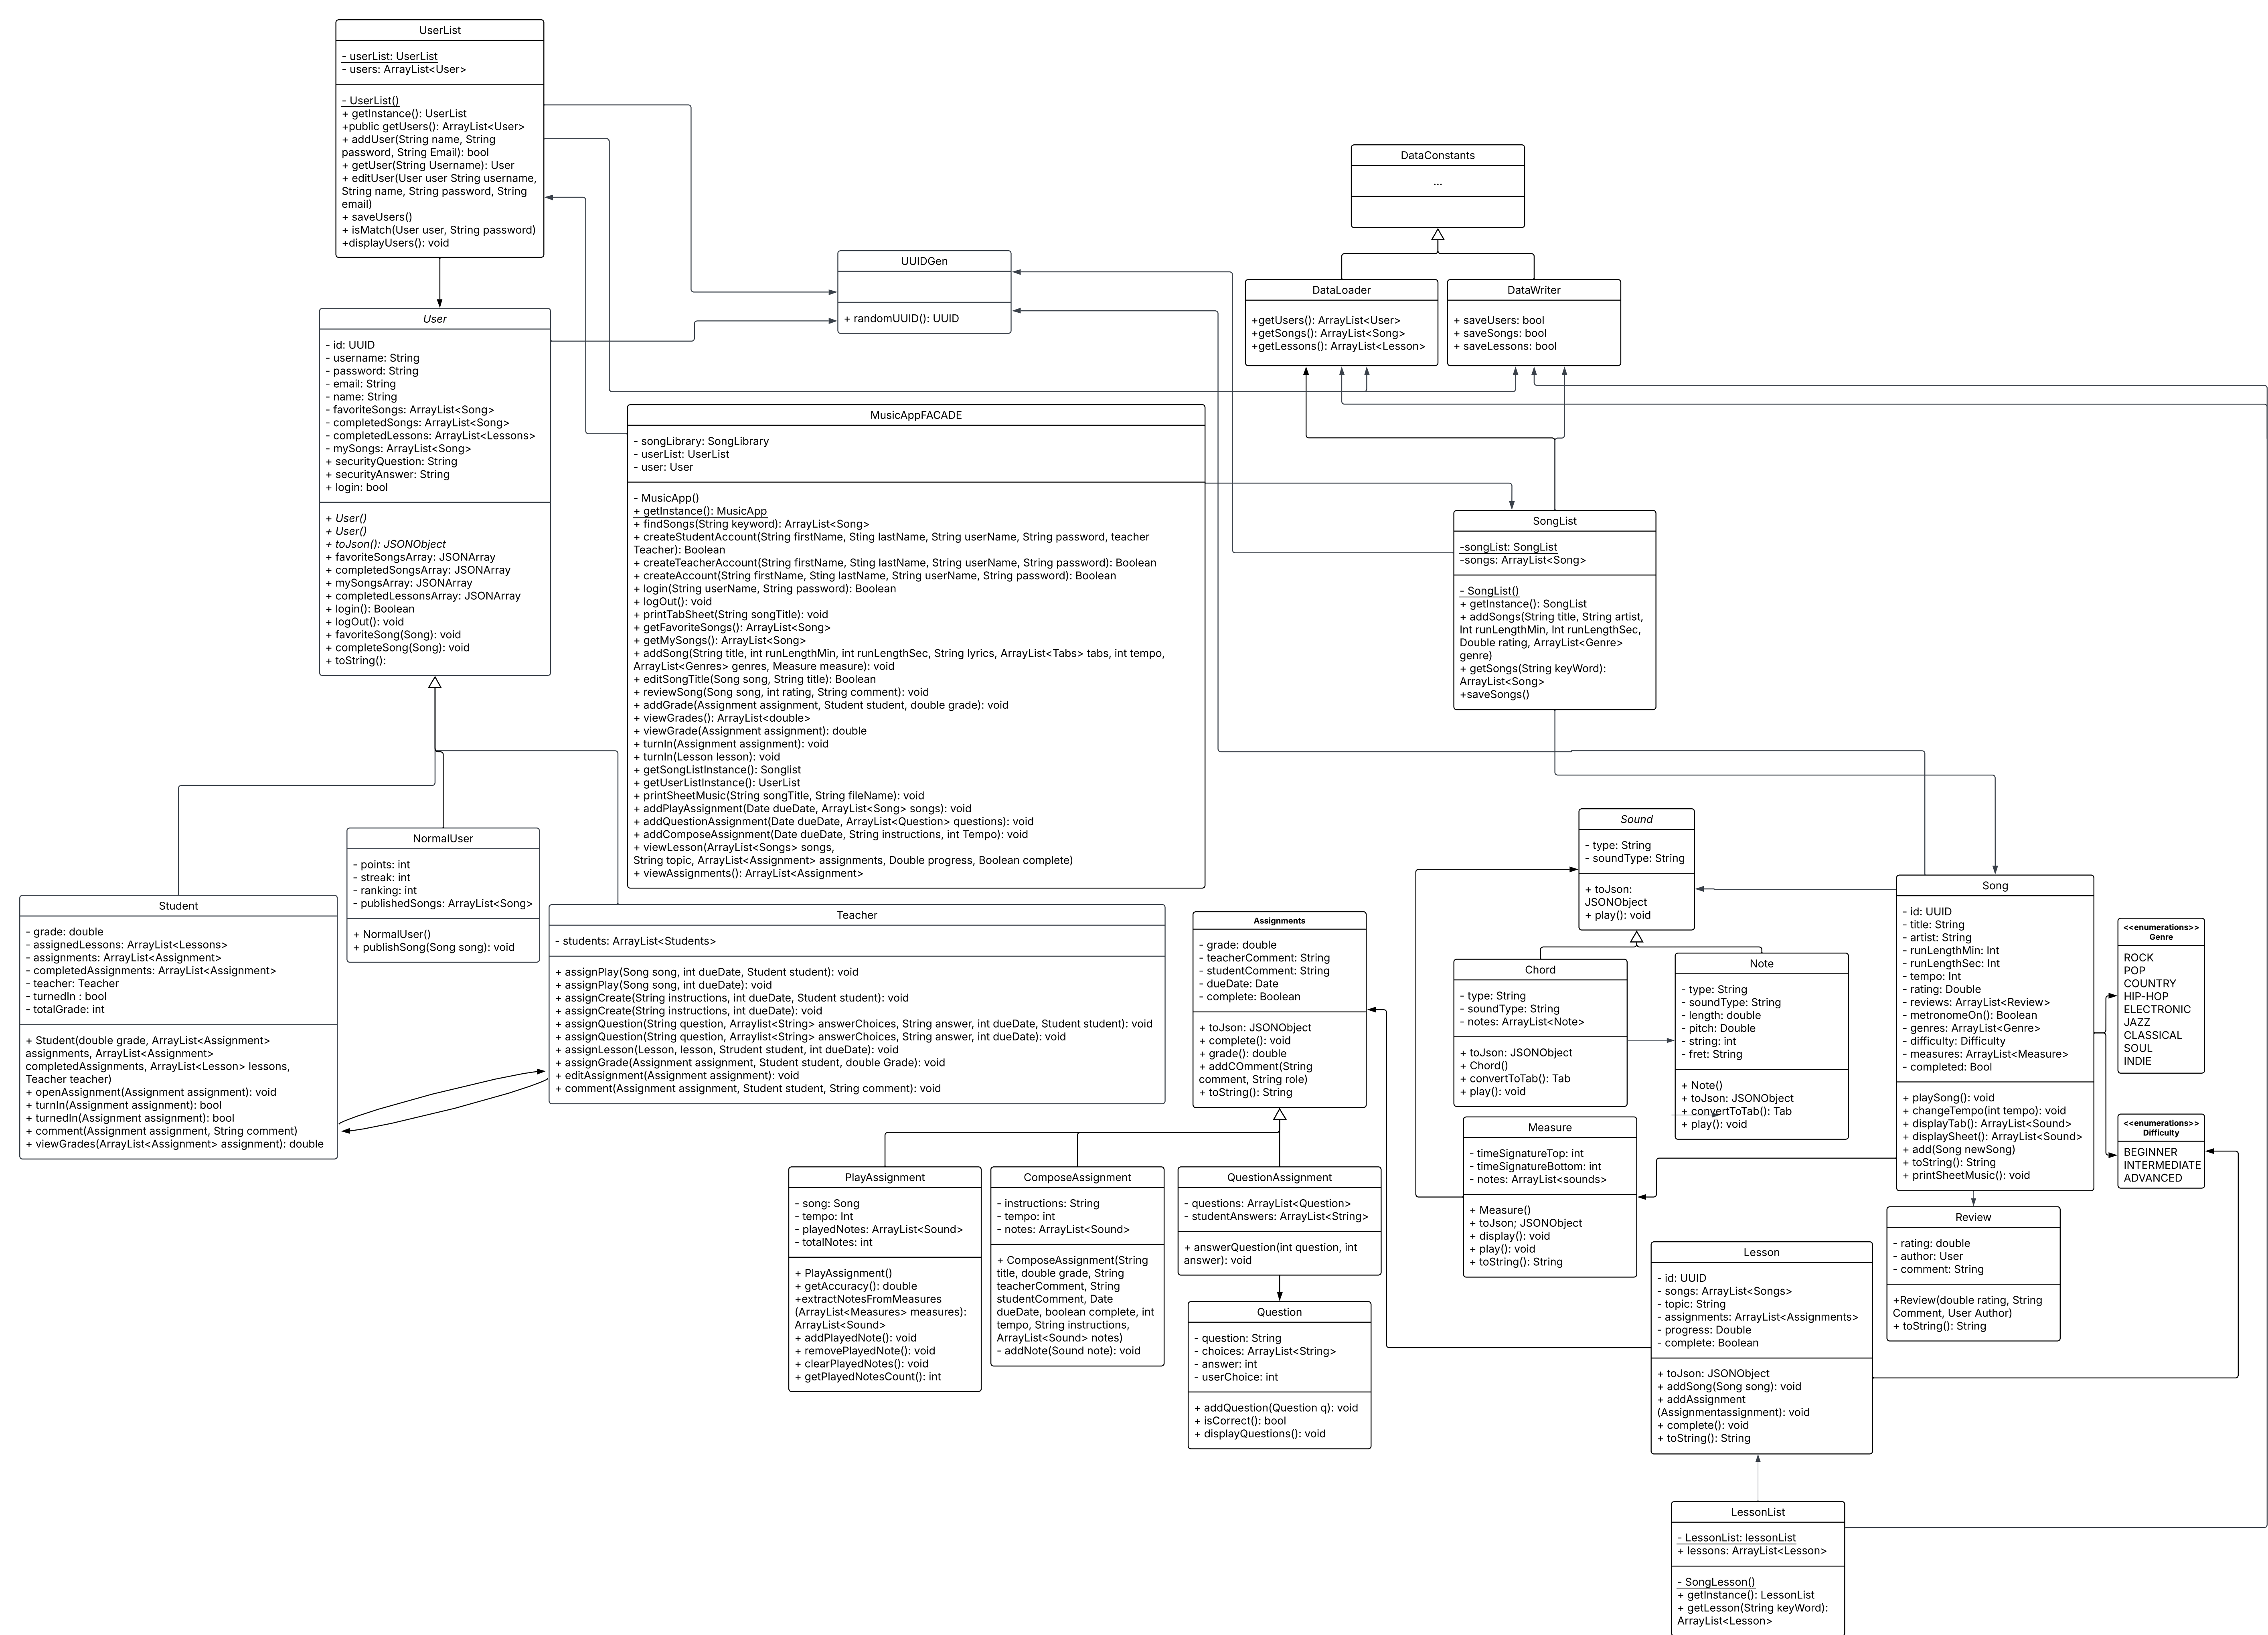 UserList
- userList: UserList
- users: ArrayList<User>
- UserList()
+ getInstance(): UserList
+public getUsers(): ArrayList<User>
+ addUser(String name, String
password, String Email): bool
+ getUser(String Username): User
+ editUser(User user String username,
String name, String password, String
email)
+ saveUsers()
+ isMatch(User user, String password)
+displayUsers(): void
DataConstants
...
UUIDGen
+ randomUUID(): UUID
DataLoader
+getUsers(): ArrayList<User>
+getSongs(): ArrayList<Song>
+getLessons(): ArrayList<Lesson>
DataWriter
+ saveUsers: bool
+ saveSongs: bool
+ saveLessons: bool
User
- id: UUID
- username: String
- password: String
- email: String
- name: String
- favoriteSongs: ArrayList<Song>
- completedSongs: ArrayList<Song>
- completedLessons: ArrayList<Lessons>
- mySongs: ArrayList<Song>
+ securityQuestion: String
+ securityAnswer: String
+ login: bool
+ User()
+ User()
+ toJson(): JSONObject
+ favoriteSongsArray: JSONArray
+ completedSongsArray: JSONArray
+ mySongsArray: JSONArray
+ completedLessonsArray: JSONArray
+ login(): Boolean
+ logOut(): void
+ favoriteSong(Song): void
+ completeSong(Song): void
+ toString():
MusicAppFACADE
- songLibrary: SongLibrary
- userList: UserList
- user: User
- MusicApp()
+ getInstance(): MusicApp
+ findSongs(String keyword): ArrayList<Song>
+ createStudentAccount(String firstName, Sting lastName, String userName, String password, teacher
Teacher): Boolean
+ createTeacherAccount(String firstName, Sting lastName, String userName, String password): Boolean
+ createAccount(String firstName, Sting lastName, String userName, String password): Boolean
+ login(String userName, String password): Boolean
+ logOut(): void
+ printTabSheet(String songTitle): void
+ getFavoriteSongs(): ArrayList<Song>
+ getMySongs(): ArrayList<Song>
+ addSong(String title, int runLengthMin, int runLengthSec, String lyrics, ArrayList<Tabs> tabs, int tempo,
ArrayList<Genres> genres, Measure measure): void
+ editSongTitle(Song song, String title): Boolean
+ reviewSong(Song song, int rating, String comment): void
+ addGrade(Assignment assignment, Student student, double grade): void
+ viewGrades(): ArrayList<double>
+ viewGrade(Assignment assignment): double
+ turnIn(Assignment assignment): void
+ turnIn(Lesson lesson): void
+ getSongListInstance(): Songlist
+ getUserListInstance(): UserList
+ printSheetMusic(String songTitle, String fileName): void
+ addPlayAssignment(Date dueDate, ArrayList<Song> songs): void
+ addQuestionAssignment(Date dueDate, ArrayList<Question> questions): void
+ addComposeAssignment(Date dueDate, String instructions, int Tempo): void
+ viewLesson(ArrayList<Songs> songs,
String topic, ArrayList<Assignment> assignments, Double progress, Boolean complete)
+ viewAssignments(): ArrayList<Assignment>
SongList
-songList: SongList
-songs: ArrayList<Song>
- SongList()
+ getInstance(): SongList
+ addSongs(String title, String artist,
Int runLengthMin, Int runLengthSec,
Double rating, ArrayList<Genre>
genre)
+ getSongs(String keyWord):
ArrayList<Song>
+saveSongs()
NormalUser
- points: int
- streak: int
- ranking: int
- publishedSongs: ArrayList<Song>
+ NormalUser()
+ publishSong(Song song): void
Student
- grade: double
- assignedLessons: ArrayList<Lessons>
- assignments: ArrayList<Assignment>
- completedAssignments: ArrayList<Assignment>
- teacher: Teacher
- turnedIn : bool
- totalGrade: int
+ Student(double grade, ArrayList<Assignment>
assignments, ArrayList<Assignment>
completedAssignments, ArrayList<Lesson> lessons,
Teacher teacher)
+ openAssignment(Assignment assignment): void
+ turnIn(Assignment assignment): bool
+ turnedIn(Assignment assignment): bool
+ comment(Assignment assignment, String comment)
+ viewGrades(ArrayList<Assignment> assignment): double
Teacher
- students: ArrayList<Students>
+ assignPlay(Song song, int dueDate, Student student): void
+ assignPlay(Song song, int dueDate): void
+ assignCreate(String instructions, int dueDate, Student student): void
+ assignCreate(String instructions, int dueDate): void
+ assignQuestion(String question, Arraylist<String> answerChoices, String answer, int dueDate, Student student): void
+ assignQuestion(String question, Arraylist<String> answerChoices, String answer, int dueDate): void
+ assignLesson(Lesson, lesson, Strudent student, int dueDate): void
+ assignGrade(Assignment assignment, Student student, double Grade): void
+ editAssignment(Assignment assignment): void
+ comment(Assignment assignment, Student student, String comment): void
Assignments
- grade: double
- teacherComment: String
- studentComment: String
- dueDate: Date
- complete: Boolean
+ toJson: JSONObject
+ complete(): void
+ grade(): double
+ addCOmment(String
comment, String role)
+ toString(): String
Sound
- type: String
- soundType: String
+ toJson:
JSONObject
+ play(): void
Chord
- type: String
- soundType: String
- notes: ArrayList<Note>
+ toJson: JSONObject
+ Chord()
+ convertToTab(): Tab
+ play(): void
Note
- type: String
- soundType: String
- length: double
- pitch: Double
- string: int
- fret: String
+ Note()
+ toJson: JSONObject
+ convertToTab(): Tab
+ play(): void
Song
- id: UUID
- title: String
- artist: String
- runLengthMin: Int
- runLengthSec: Int
- tempo: Int
- rating: Double
- reviews: ArrayList<Review>
- metronomeOn(): Boolean
- genres: ArrayList<Genre>
- difficulty: Difficulty
- measures: ArrayList<Measure>
- completed: Bool
+ playSong(): void
+ changeTempo(int tempo): void
+ displayTab(): ArrayList<Sound>
+ displaySheet(): ArrayList<Sound>
+ add(Song newSong)
+ toString(): String
+ printSheetMusic(): void
<<enumerations>>
Genre
ROCK
POP
COUNTRY
HIP-HOP
ELECTRONIC
JAZZ
CLASSICAL
SOUL
INDIE
<<enumerations>>
Difficulty
BEGINNER
INTERMEDIATE
ADVANCED
Measure
- timeSignatureTop: int
- timeSignatureBottom: int
- notes: ArrayList<sounds>
+ Measure()
+ toJson; JSONObject
+ display(): void
+ play(): void
+ toString(): String
PlayAssignment
- song: Song
- tempo: Int
- playedNotes: ArrayList<Sound>
- totalNotes: int
+ PlayAssignment()
+ getAccuracy(): double
+extractNotesFromMeasures
(ArrayList<Measures> measures):
ArrayList<Sound>
+ addPlayedNote(): void
+ removePlayedNote(): void
+ clearPlayedNotes(): void
+ getPlayedNotesCount(): int
ComposeAssignment
- instructions: String
- tempo: int
- notes: ArrayList<Sound>
+ ComposeAssignment(String
title, double grade, String
teacherComment, String
studentComment, Date
dueDate, boolean complete, int
tempo, String instructions,
ArrayList<Sound> notes)
- addNote(Sound note): void
QuestionAssignment
- questions: ArrayList<Question>
- studentAnswers: ArrayList<String>
+ answerQuestion(int question, int
answer): void
Question
- question: String
- choices: ArrayList<String>
- answer: int
- userChoice: int
+ addQuestion(Question q): void
+ isCorrect(): bool
+ displayQuestions(): void
Review
- rating: double
- author: User
- comment: String
+Review(double rating, String
Comment, User Author)
+ toString(): String
Lesson
- id: UUID
- songs: ArrayList<Songs>
- topic: String
- assignments: ArrayList<Assignments>
- progress: Double
- complete: Boolean
+ toJson: JSONObject
+ addSong(Song song): void
+ addAssignment
(Assignmentassignment): void
+ complete(): void
+ toString(): String
LessonList
- LessonList: lessonList
+ lessons: ArrayList<Lesson>
- SongLesson()
+ getInstance(): LessonList
+ getLesson(String keyWord):
ArrayList<Lesson>